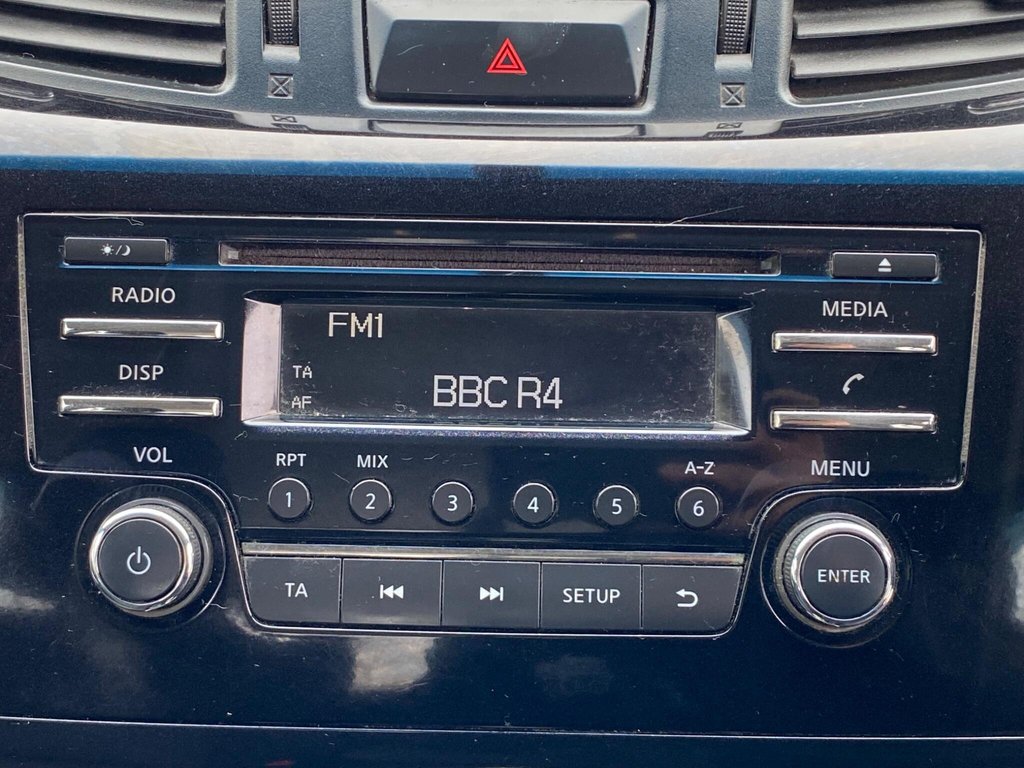 RADIO
MEDIA
FM1
DISP
TA
AF
BBC R4
VOL
RPT
MIX
A-Z
MENU
1
2
3
4
5
6
TA
SETUP
ENTER